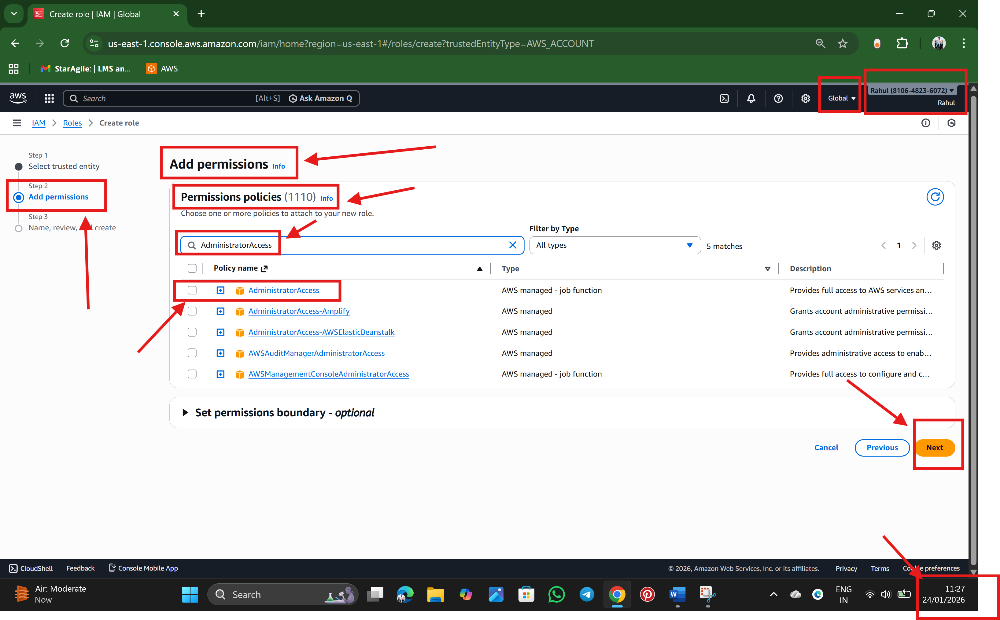 Create role | IAM | Global
us-east-1.console.aws.amazon.com/iam/home?region=us-east-1#/roles/create?trustedEntityType=AWS_ACCOUNT
StarAgile: | LMS an...
AWS
aws
Search
[Alt+S]
Ask Amazon Q
Global
Rahul (8106-4823-6072)
Rahul
IAM
Roles
Create role
Step 1
Select trusted entity
Step 2
Add permissions
Step 3
Name, review, and create
Add permissions Info
Permissions policies (1110) Info
Choose one or more policies to attach to your new role.
Filter by Type
AdministratorAccess
All types
5 matches
1
Policy name
Type
Description
AdministratorAccess
AWS managed - job function
Provides full access to AWS services an...
AdministratorAccess-Amplify
AWS managed
Grants account administrative permissi...
AdministratorAccess-AWSElasticBeanstalk
AWS managed
Grants account administrative permissi...
AWSAuditManagerAdministratorAccess
AWS managed
Provides administrative access to enab...
AWSManagementConsoleAdministratorAccess
AWS managed - job function
Provides full access to configure and c...
Set permissions boundary - optional
Cancel
Previous
Next
CloudShell
Feedback
Console Mobile App
© 2026, Amazon Web Services, Inc. or its affiliates.
Privacy
Terms
Cookie preferences
Air: Moderate
Now
Search
W
ENG
IN
11:27
24/01/2026